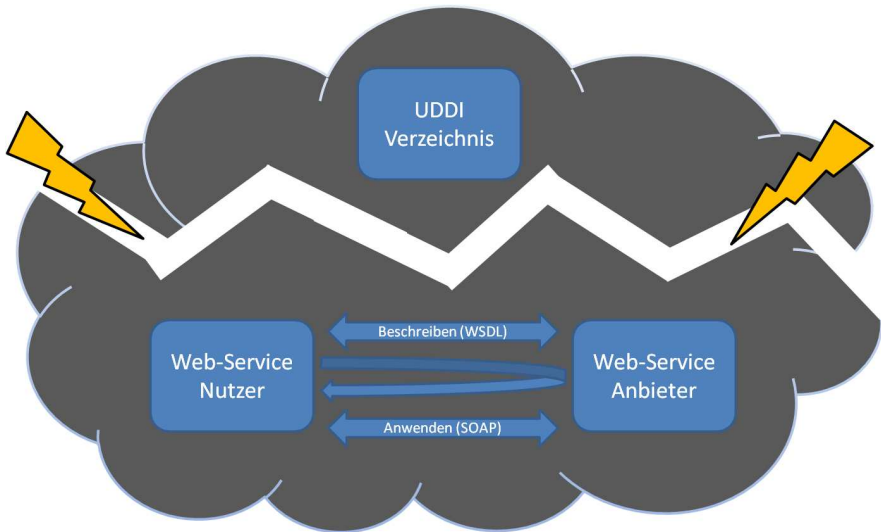 UDDI
Verzeichnis
Beschreiben (WSDL)
Web-Service
Nutzer
Web-Service
Anbieter
Anwenden (SOAP)